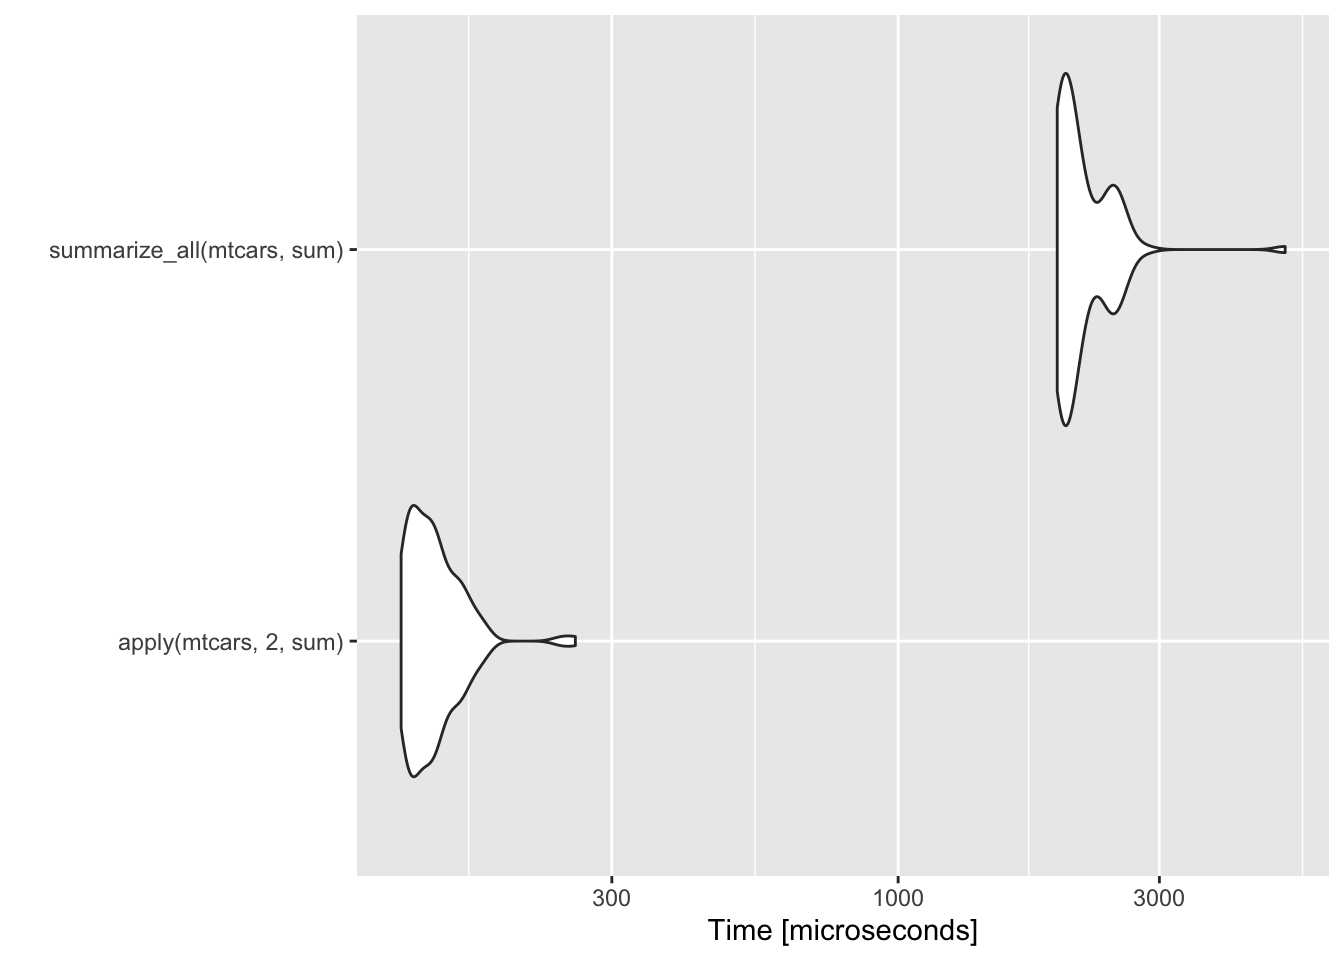 summarize_all(mtcars, sum)
apply(mtcars, 2, sum)
300 1000 3000
Time [microseconds]